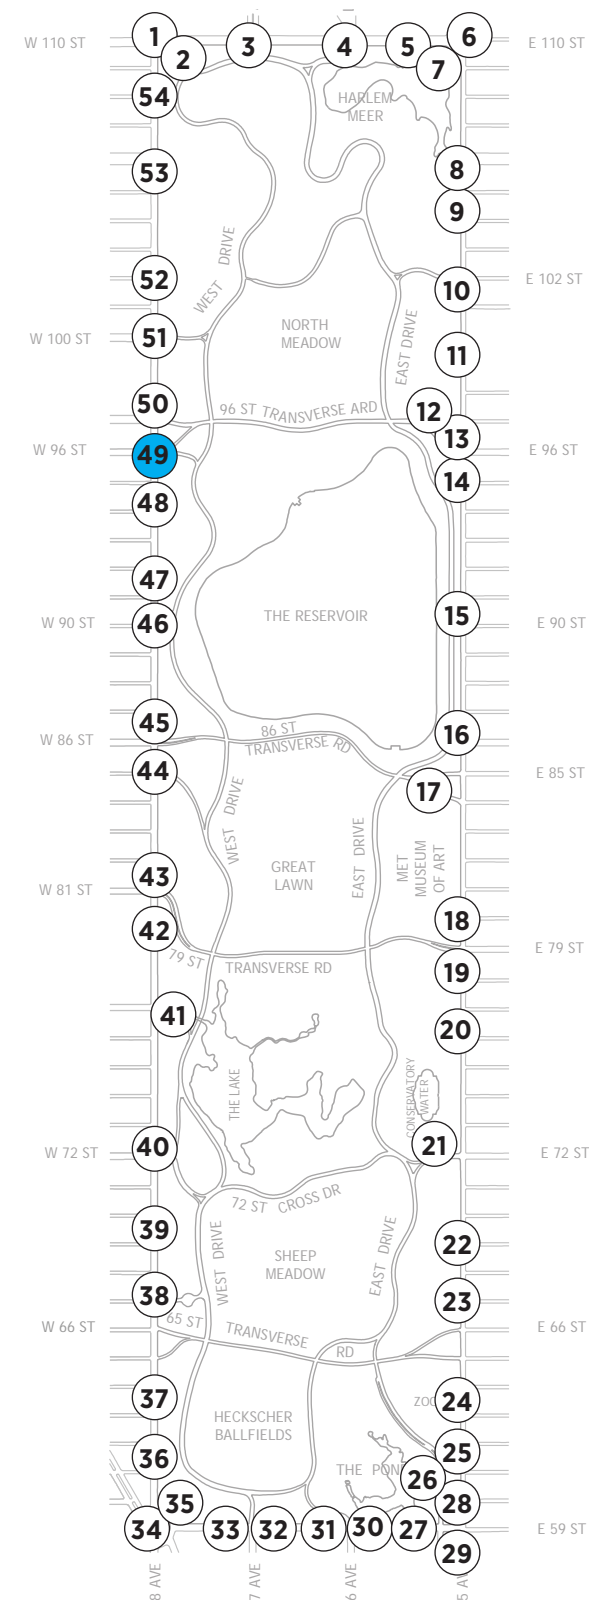 1
2
3
4
5
6
7
W 110 ST
E 110 ST
54
HARLEM
MEER
53
8
9
WEST DRIVE
52
E 102 ST
10
W 100 ST
51
NORTH
MEADOW
EAST DRIVE
11
50
96 ST TRANSVERSE ARD
12
13
W 96 ST
49
E 96 ST
14
48
47
W 90 ST
46
THE RESERVOIR
15
E 90 ST
45
W 86 ST
86 ST
TRANSVERSE RD
16
44
E 85 ST
17
WEST DRIVE
EAST DRIVE
MET
MUSEUM
OF ART
GREAT
LAWN
43
W 81 ST
18
42
79 ST
TRANSVERSE RD
E 79 ST
19
41
20
THE LAKE
CONSERVATORY
WATER
21
W 72 ST
40
E 72 ST
72 ST CROSS DR
39
WEST DRIVE
SHEEP
MEADOW
EAST DRIVE
22
38
23
W 66 ST
65 ST
TRANSVERSE
RD
E 66 ST
37
ZOO
24
HECKSCHER
BALLFIELDS
36
25
THE POND
26
35
28
34
33
32
31
30
27
E 59 ST
29
8 AVE
7 AVE
6 AVE
5 AV